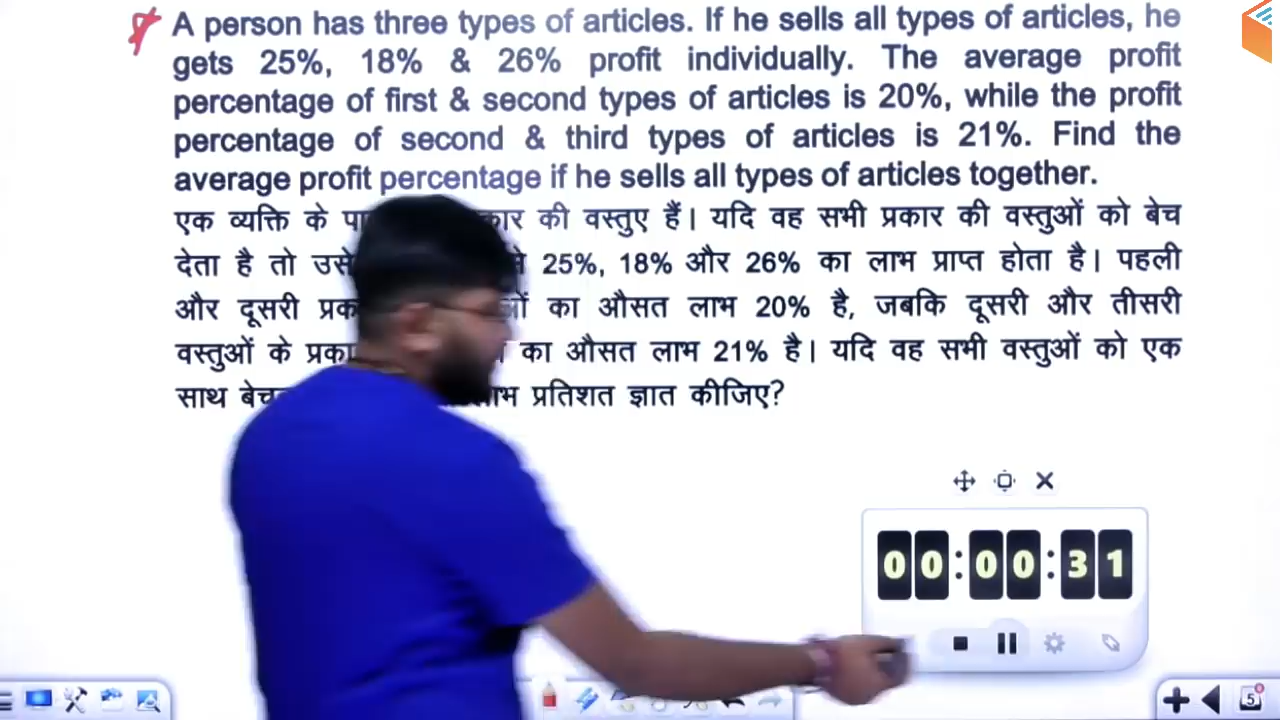 A person has three types of articles. If he sells all types of articles, he
gets 25%, 18% & 26% profit individually. The average profit
percentage of first & second types of articles is 20%, while the profit
percentage of second & third types of articles is 21%. Find the
average profit percentage if he sells all types of articles together.
एक व्यक्ति के की वस्तुए हैं। यदि वह सभी प्रकार की वस्तुओं को बेच
देता है तो उसे 25%, 18% और 26% का लाभ प्राप्त होता है। पहली
और दूसरी का औसत लाभ 20% है, जबकि दूसरी और तीसरी
वस्तुओं के का औसत लाभ 21% है। यदि वह सभी वस्तुओं को एक
साथ प्रतिशत ज्ञात कीजिए?
00:00:31
5